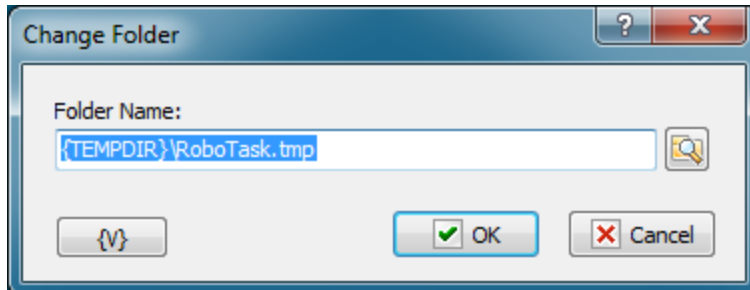 Change Folder
?
Folder Name:
{TEMPDIR}\RoboTask.tmp
{V}
OK
Cancel